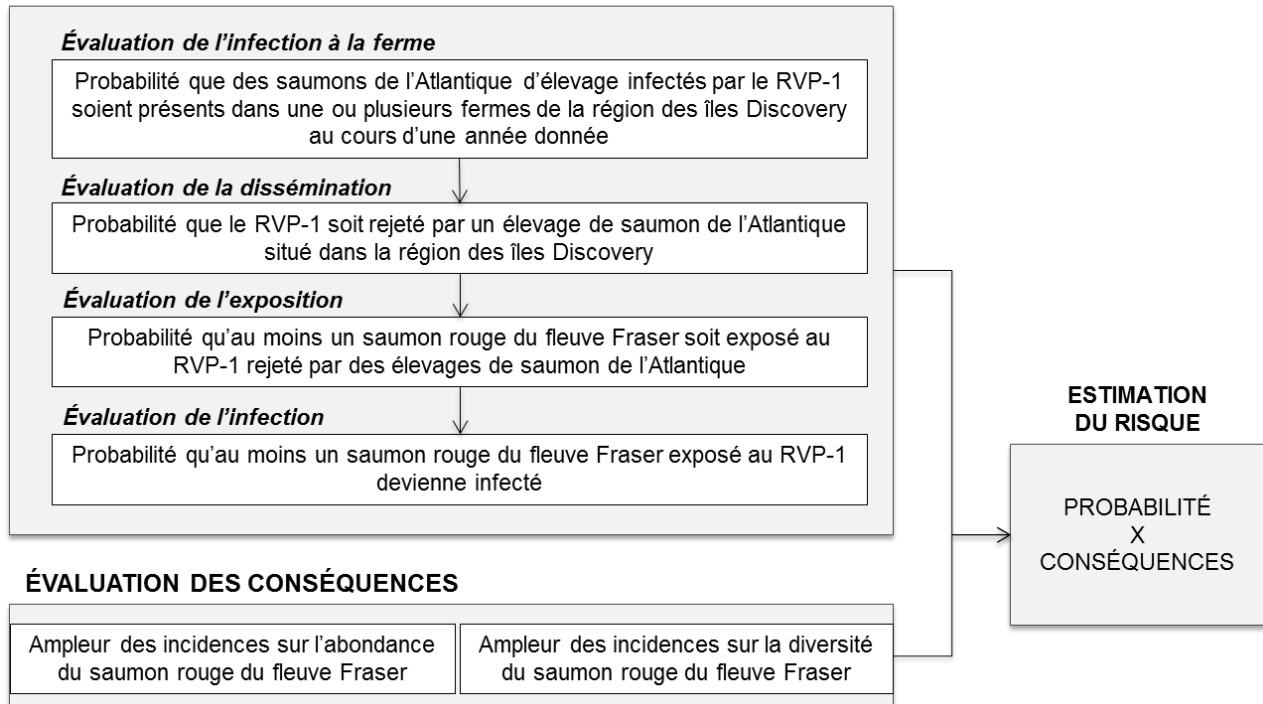 Évaluation de l'infection à la ferme
Probabilité que des saumons de l'Atlantique d'élevage infectés par le RVP-1
soient présents dans une ou plusieurs fermes de la région des îles Discovery
au cours d'une année donnée
Évaluation de la dissémination
Probabilité que le RVP-1 soit rejeté par un élevage de saumon de l'Atlantique
situé dans la région des îles Discovery
Évaluation de l'exposition
Probabilité qu'au moins un saumon rouge du fleuve Fraser soit exposé au
RVP-1 rejeté par des élevages de saumon de l'Atlantique
Évaluation de l'infection
Probabilité qu'au moins un saumon rouge du fleuve Fraser exposé au RVP-1
devienne infecté
ÉVALUATION DES CONSÉQUENCES
Ampleur des incidences sur l'abondance
du saumon rouge du fleuve Fraser
Ampleur des incidences sur la diversité
du saumon rouge du fleuve Fraser
ESTIMATION
DU RISQUE
PROBABILITÉ
X
CONSÉQUENCES